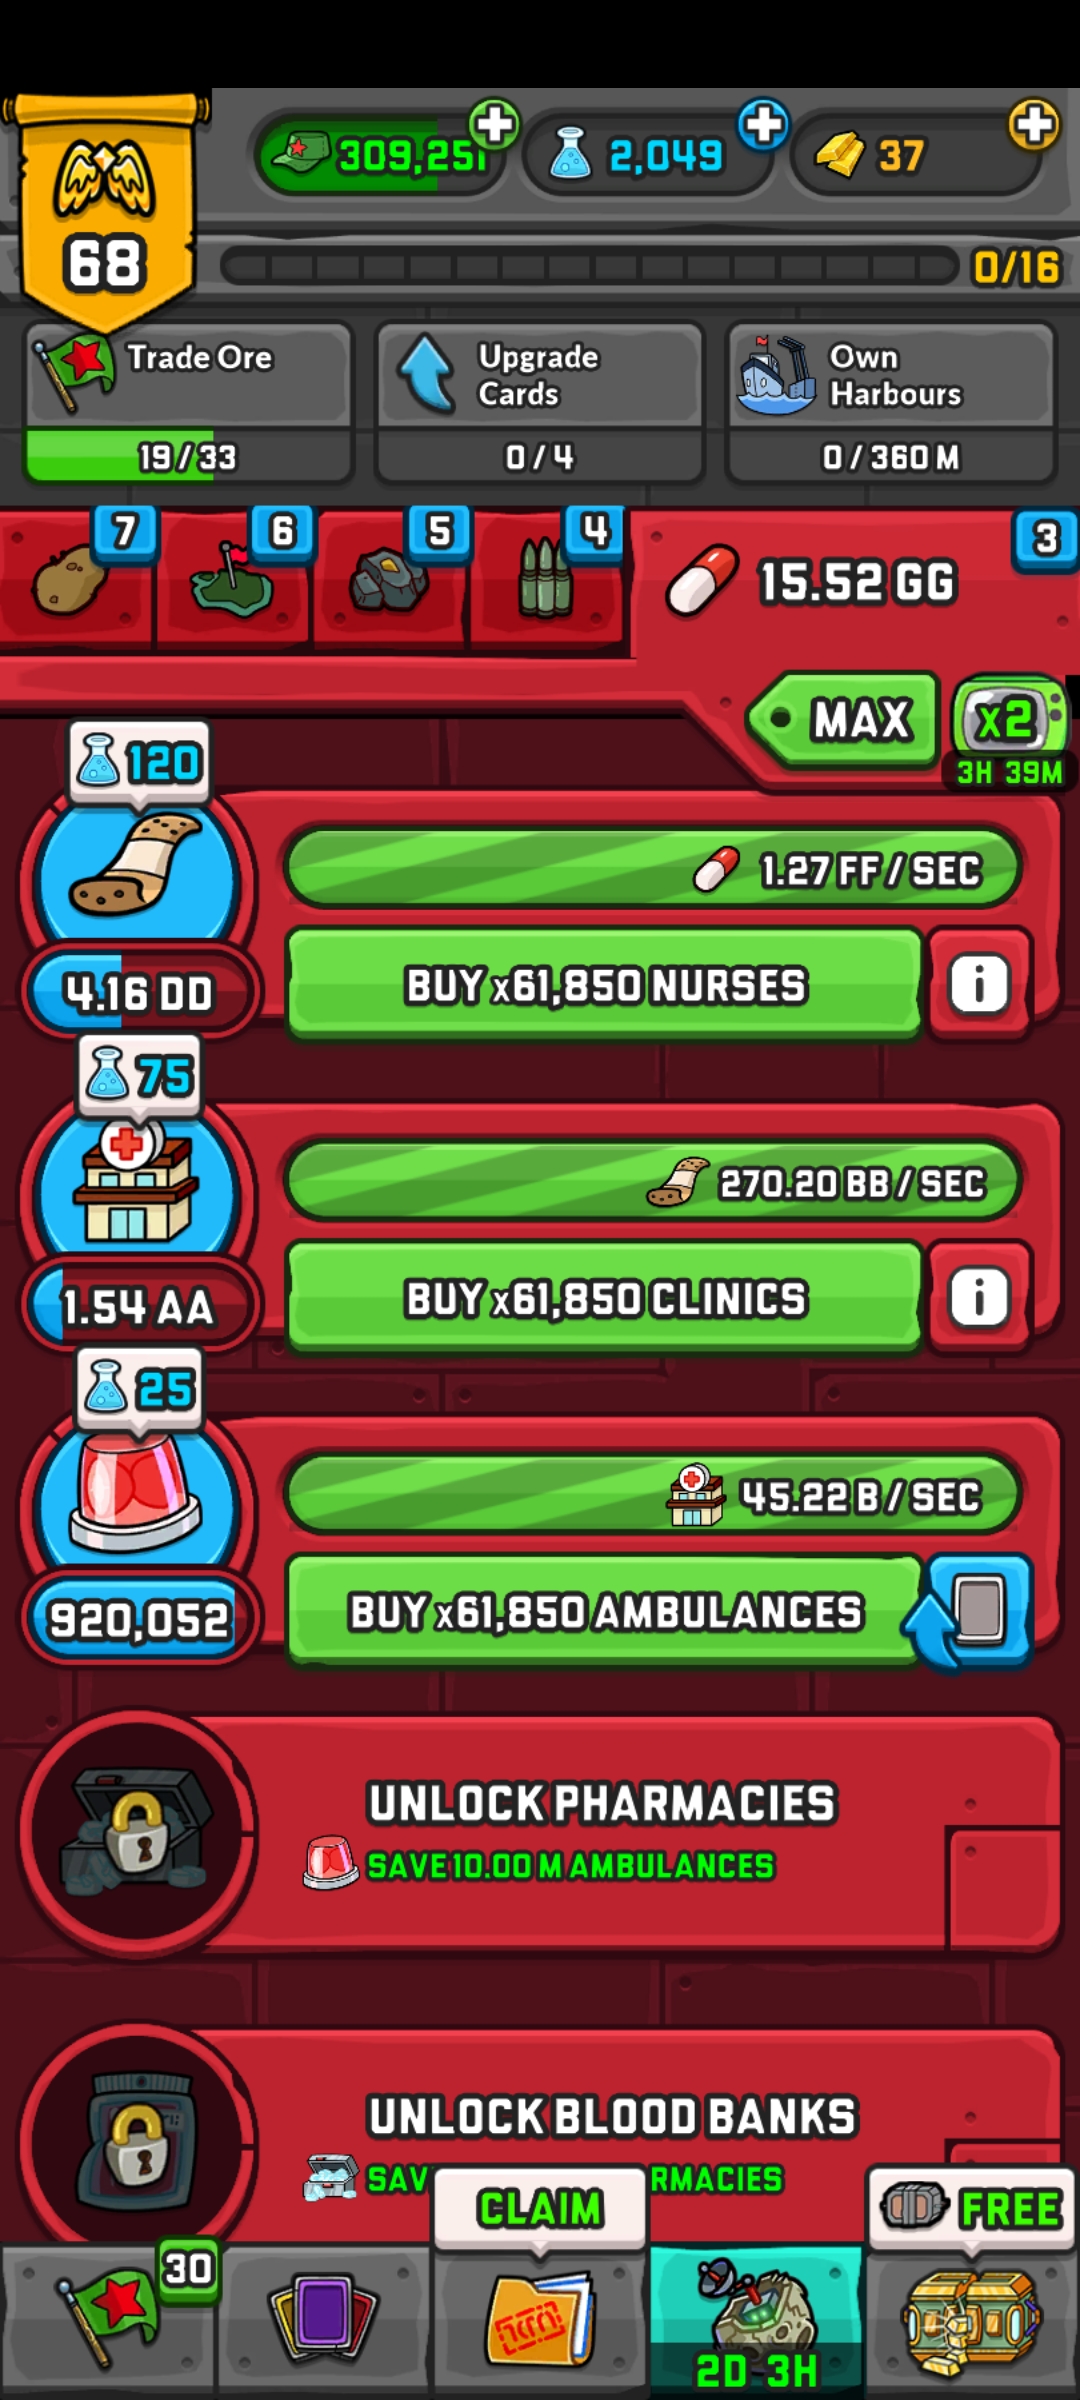 309,251
2,049
37
68
0/16
Trade Ore
19/33
Upgrade
Cards
0/4
Own
Harbours
0/360 M
7
6
5
4
15.52 GG
3
MAX
x2
3H 39M
120
1.27 FF/SEC
4.16 DD
BUY x61,850 NURSES
i
75
270.20 BB/SEC
1.54 AA
BUY x61,850 CLINICS
i
25
45.22 B/SEC
920,052
BUY x61,850 AMBULANCES
UNLOCK PHARMACIES
SAVE 10.00 M AMBULANCES
UNLOCK BLOOD BANKS
CLAIM
FREE
30
2D 3H